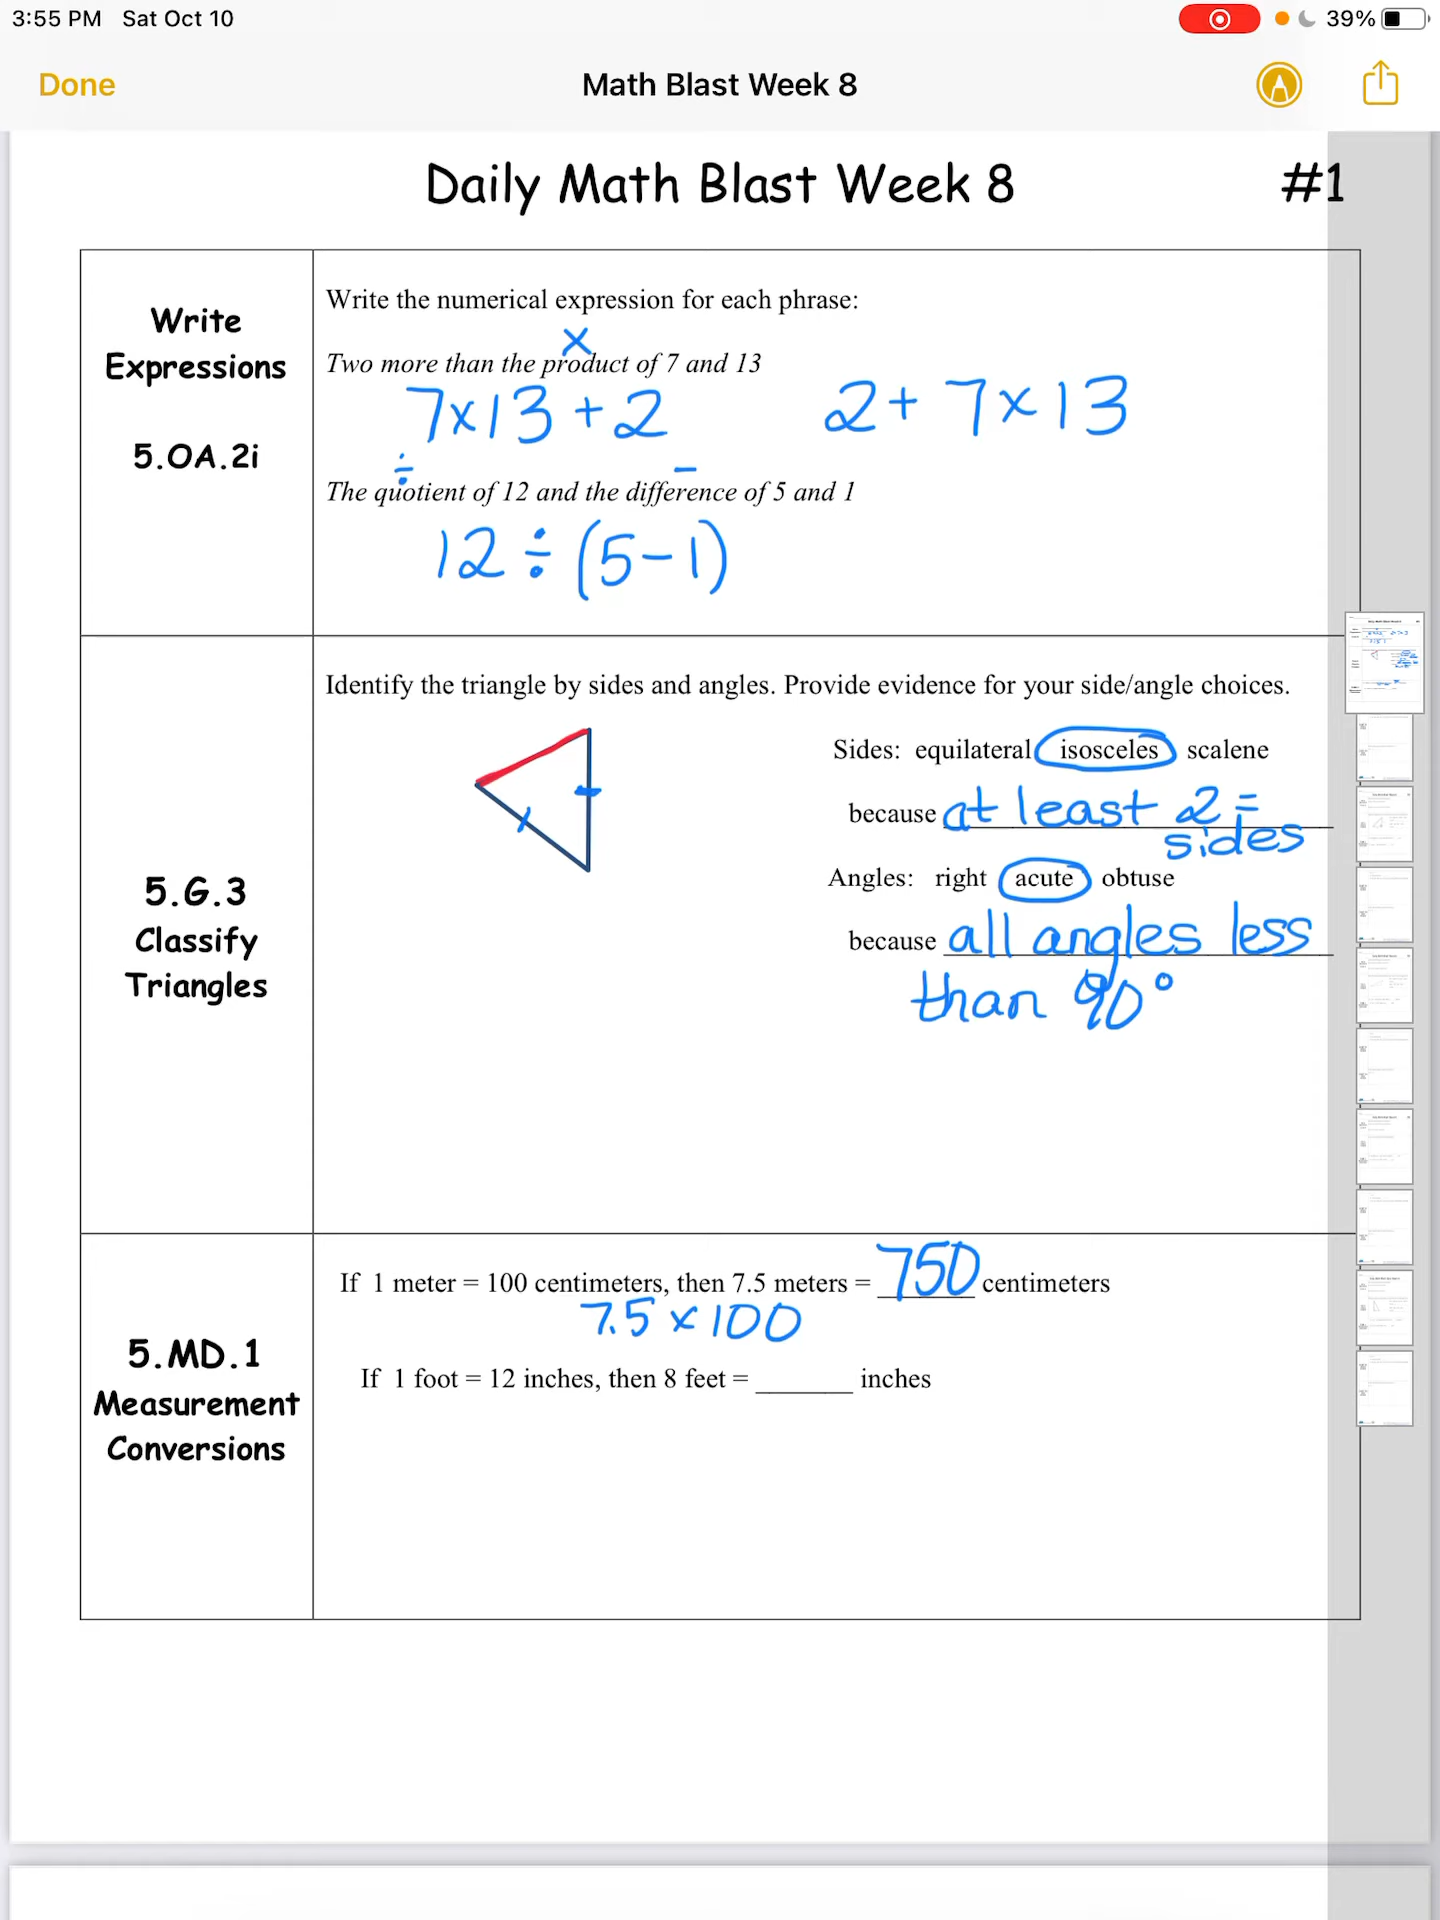 3:55 PM Sat Oct 10
39%
Done
Math Blast Week 8
Daily Math Blast Week 8 #1
Write
Expressions
5.OA.2i
Write the numerical expression for each phrase:
×
Two more than the product of 7 and 13
7×13+2 2+7×13
÷ −
The quotient of 12 and the difference of 5 and 1
12÷(5−1)
5.G.3
Classify
Triangles
Identify the triangle by sides and angles. Provide evidence for your side/angle choices.
Sides: equilateral isosceles scalene
because at least 2 =
sides
Angles: right acute obtuse
because all angles less
than 90°
5.MD.1
Measurement
Conversions
If 1 meter = 100 centimeters, then 7.5 meters = 750 centimeters
7.5 × 100
If 1 foot = 12 inches, then 8 feet = _______ inches